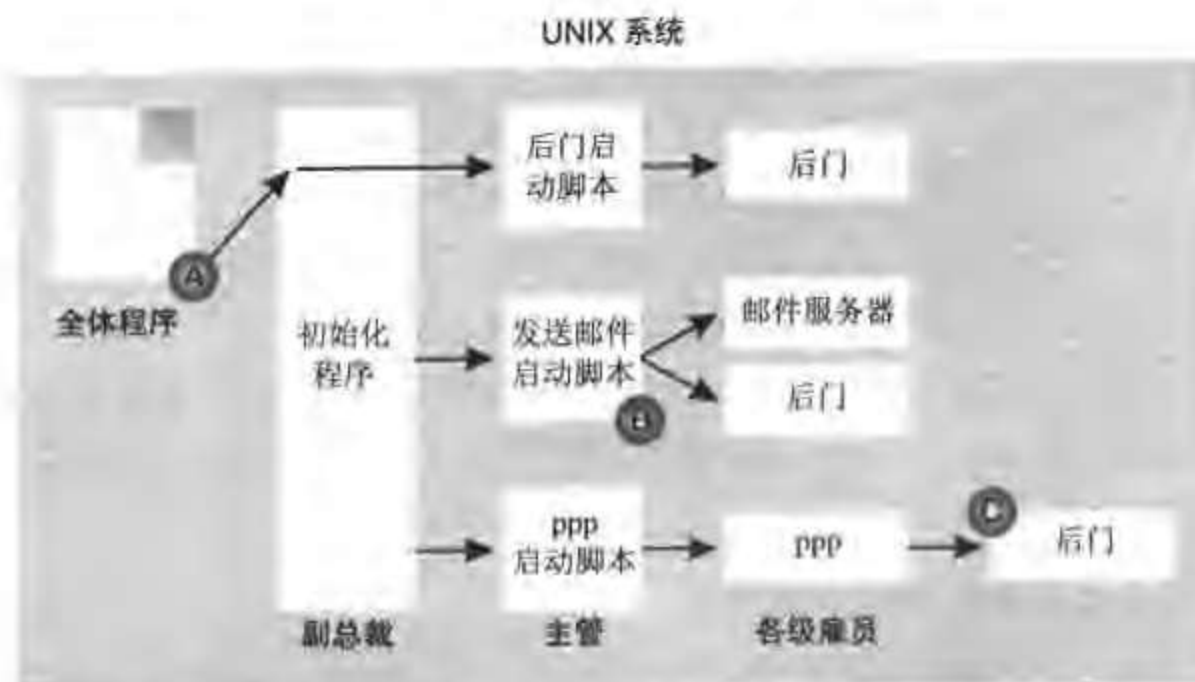 UNIX 系统
后门启
动脚本
后门
A
全体程序
初始化
程序
发送邮件
启动脚本
B
邮件服务器
后门
ppp
启动脚本
ppp
C
后门
副总裁
主管
各级雇员